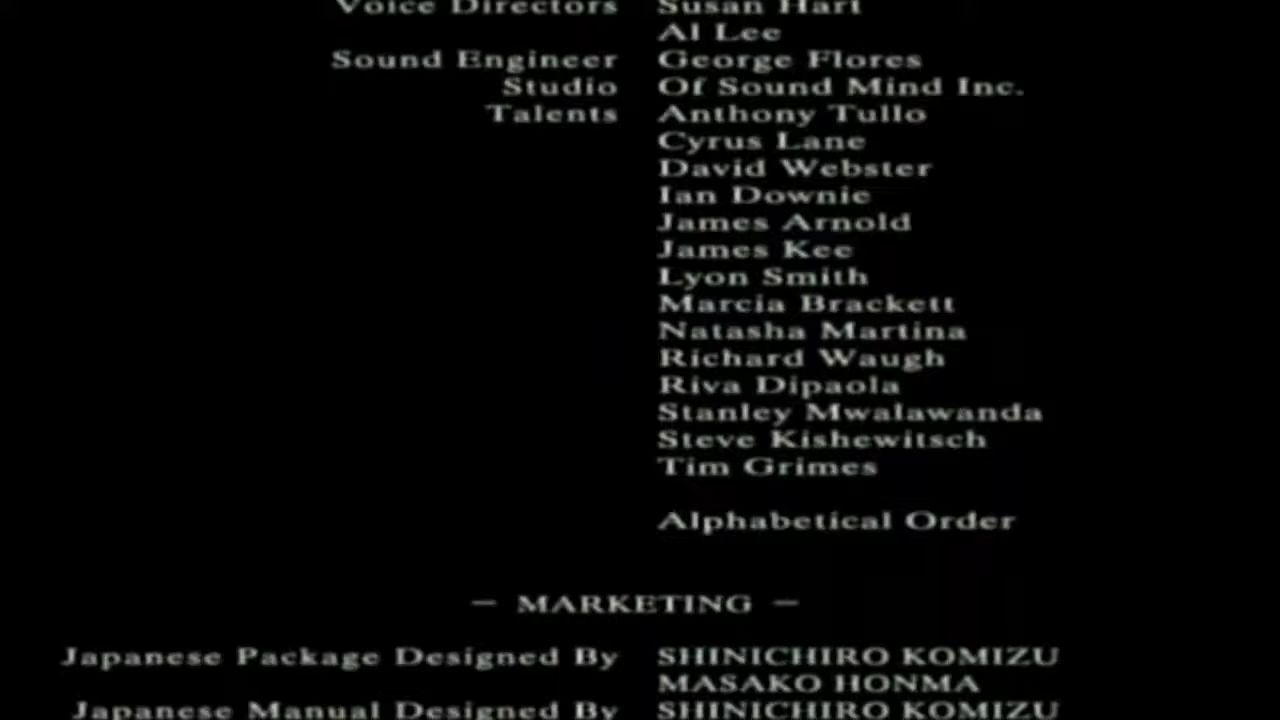 Voice Directors Susan Hart
Al Lee
Sound Engineer George Flores
Studio Of Sound Mind Inc.
Talents Anthony Tullo
Cyrus Lane
David Webster
Ian Downie
James Arnold
James Kee
Lyon Smith
Marcia Brackett
Natasha Martina
Richard Waugh
Riva Dipaola
Stanley Mwalawanda
Steve Kishewitsch
Tim Grimes
Alphabetical Order
— MARKETING —
Japanese Package Designed By SHINICHIRO KOMIZU
MASAKO HONMA
Japanese Manual Designed By SHINICHIRO KOMIZU